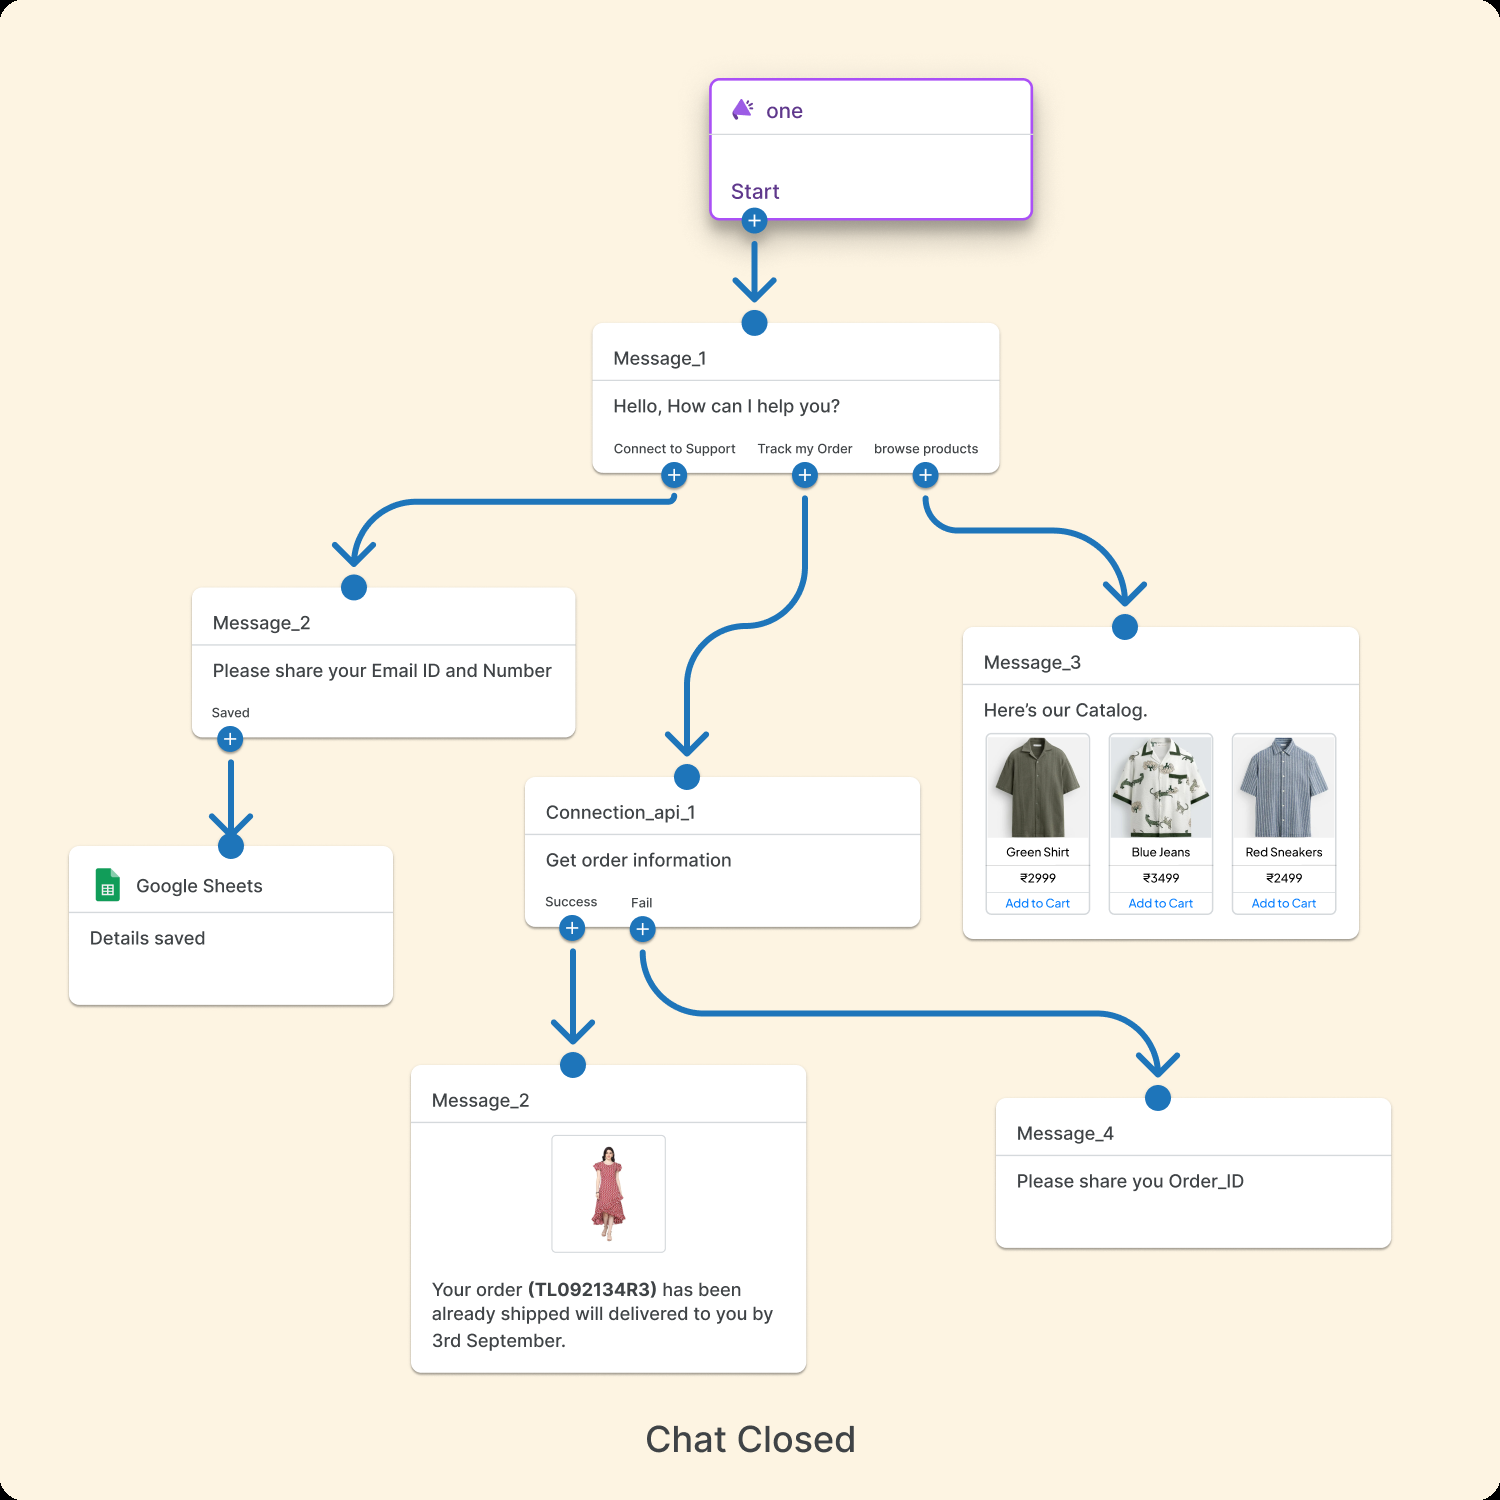 one
Start
Message_1
Hello, How can I help you?
Connect to Support Track my Order browse products
Message_2
Please share your Email ID and Number
Saved
Google Sheets
Details saved
Connection_api_1
Get order information
Success Fail
Message_3
Here's our Catalog.
Green Shirt Blue Jeans Red Sneakers
₹2999 ₹3499 ₹2499
Add to Cart Add to Cart Add to Cart
Message_2
Your order (TL092134R3) has been
already shipped will delivered to you by
3rd September.
Message_4
Please share you Order_ID
Chat Closed